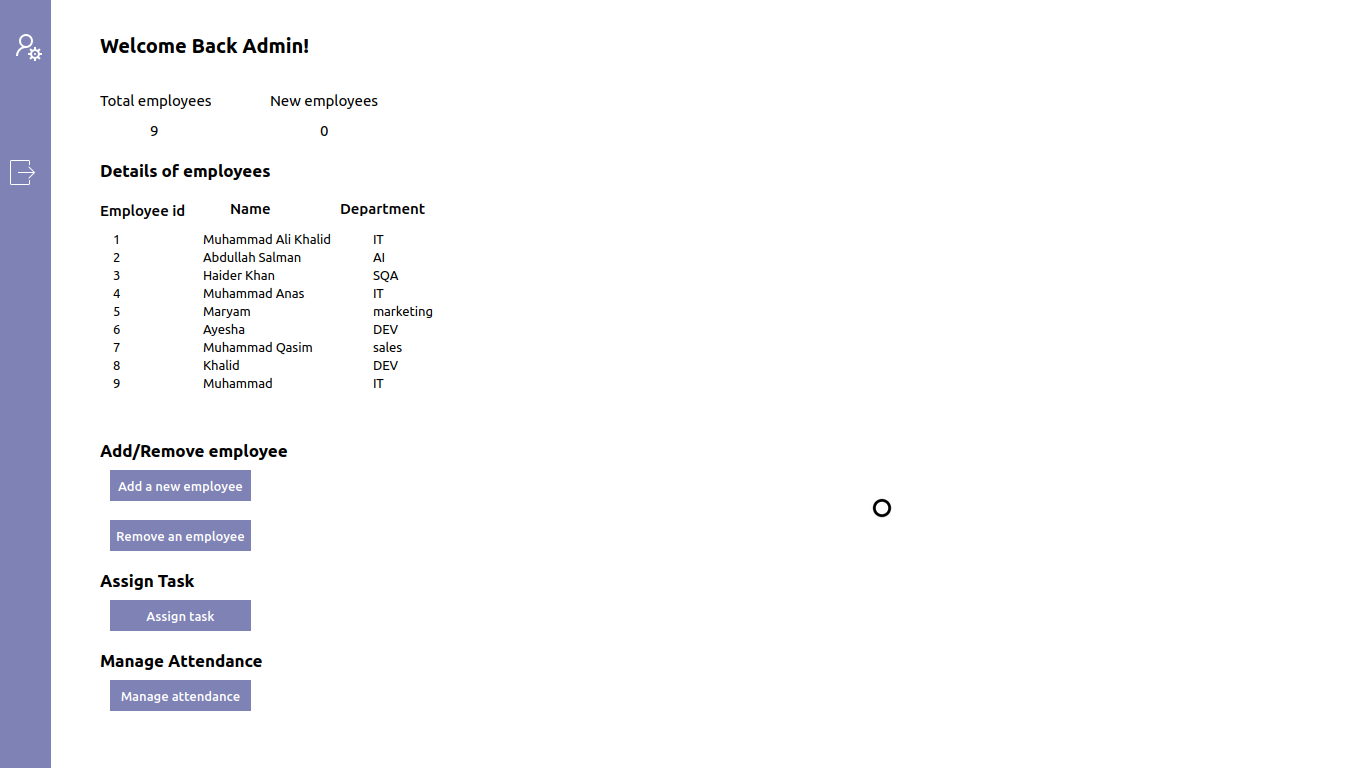 Welcome Back Admin!
Total employees New employees
9 0
Details of employees
Employee id Name Department
1 Muhammad Ali Khalid IT
2 Abdullah Salman AI
3 Haider Khan SQA
4 Muhammad Anas IT
5 Maryam marketing
6 Ayesha DEV
7 Muhammad Qasim sales
8 Khalid DEV
9 Muhammad IT
Add/Remove employee
Add a new employee
Remove an employee
Assign Task
Assign task
Manage Attendance
Manage attendance